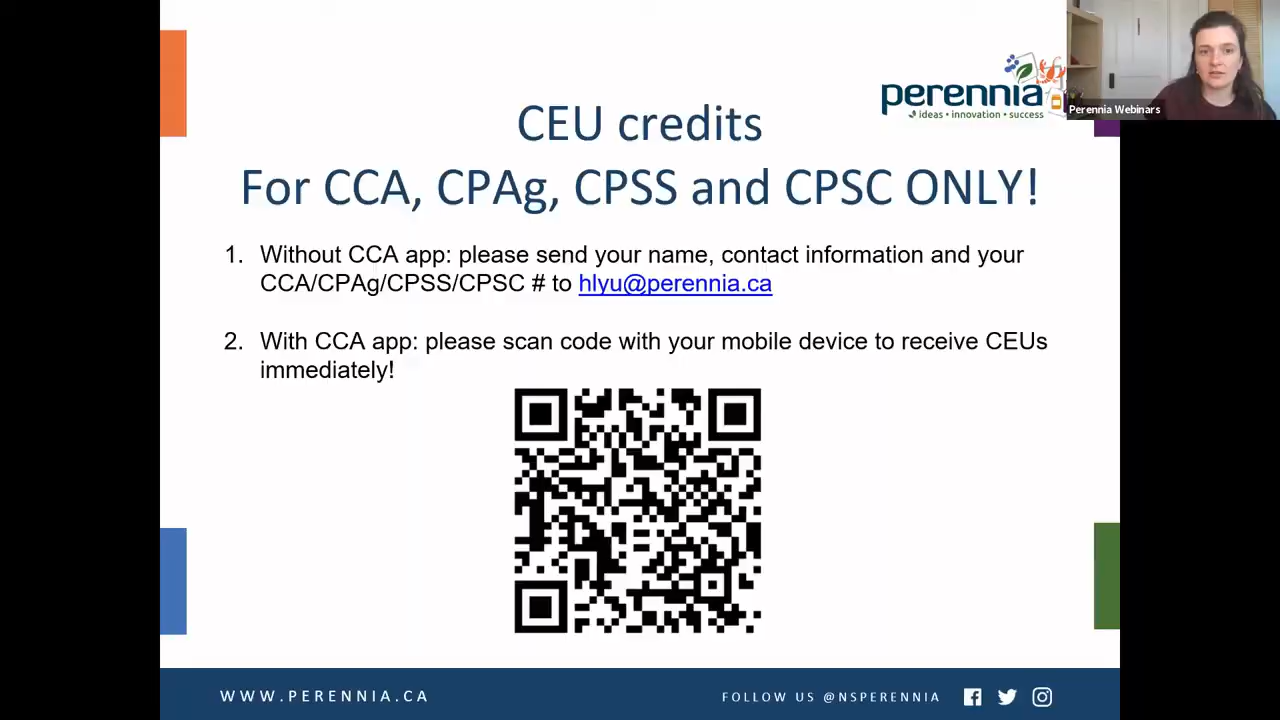 perennia
ideas • innovation • success
Perennia Webinars
CEU credits
For CCA, CPAg, CPSS and CPSC ONLY!
1. Without CCA app: please send your name, contact information and your
CCA/CPAg/CPSS/CPSC # to hlyu@perennia.ca
2. With CCA app: please scan code with your mobile device to receive CEUs
immediately!
WWW.PERENNIA.CA
FOLLOW US @NSPERENNIA